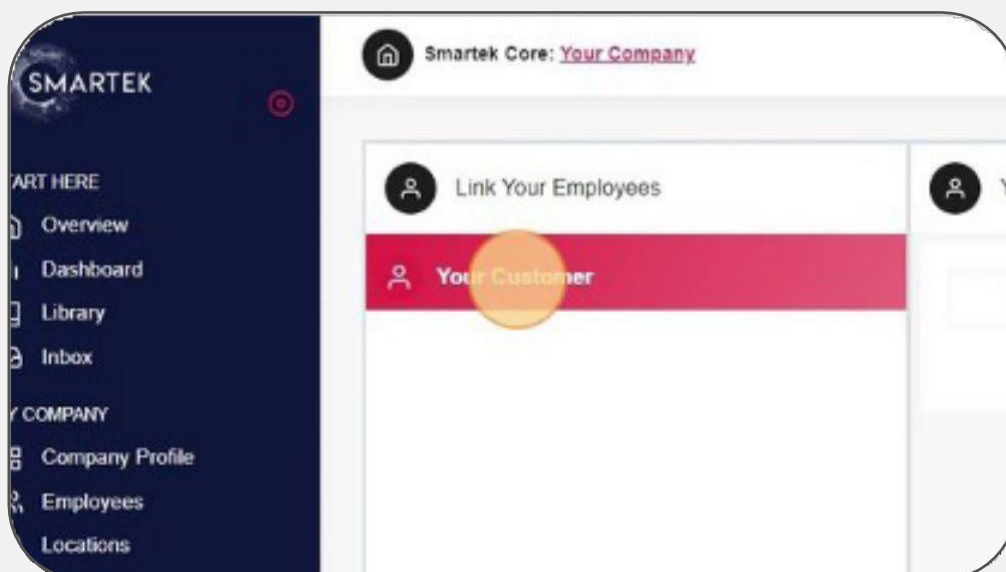 SMARTEK
Smartek Core: Your Company
ART HERE
Overview
Dashboard
Library
Inbox
Y COMPANY
Company Profile
Employees
Locations
Link Your Employees
Your Customer
Y